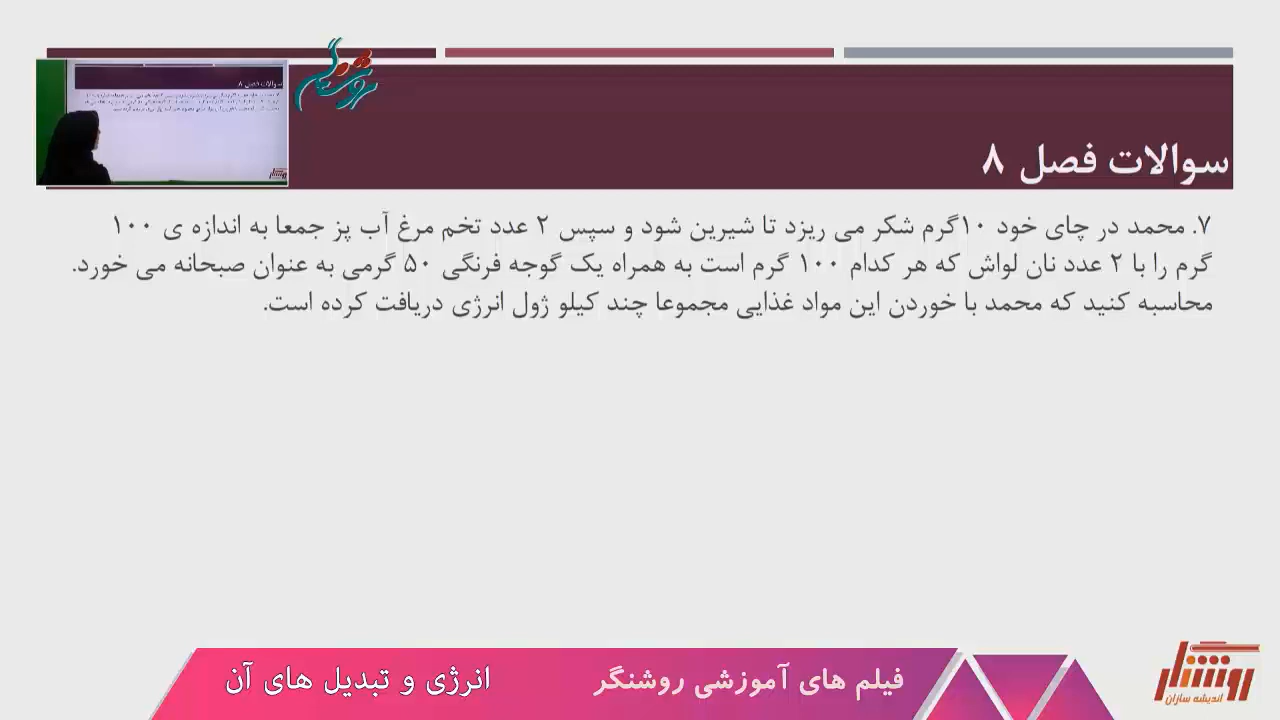 سوالات فصل ۸
۷. محمد در چای خود ۱۰گرم شکر می ریزد تا شیرین شود و سپس ۲ عدد تخم مرغ آب پز جمعا به اندازه ی ۱۰۰
گرم را با ۲ عدد نان لواش که هر کدام ۱۰۰ گرم است به همراه یک گوجه فرنگی ۵۰ گرمی به عنوان صبحانه می خورد.
محاسبه کنید که محمد با خوردن این مواد غذایی مجموعا چند کیلو ژول انرژی دریافت کرده است.
فیلم های آموزشی روشنگر
انرژی و تبدیل های آن
روشنگر
اندیشه سازان